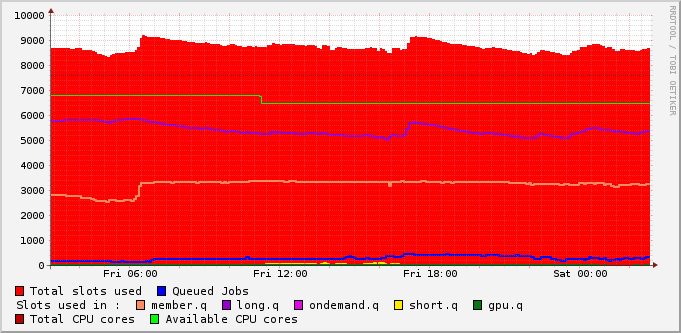 RRDTOOL / TOBI OETIKER
10000
9000
8000
7000
6000
5000
4000
3000
2000
1000
0
Fri 06:00 Fri 12:00 Fri 18:00 Sat 00:00
Total slots used Queued Jobs
Slots used in : member.q long.q ondemand.q short.q gpu.q
Total CPU cores Available CPU cores